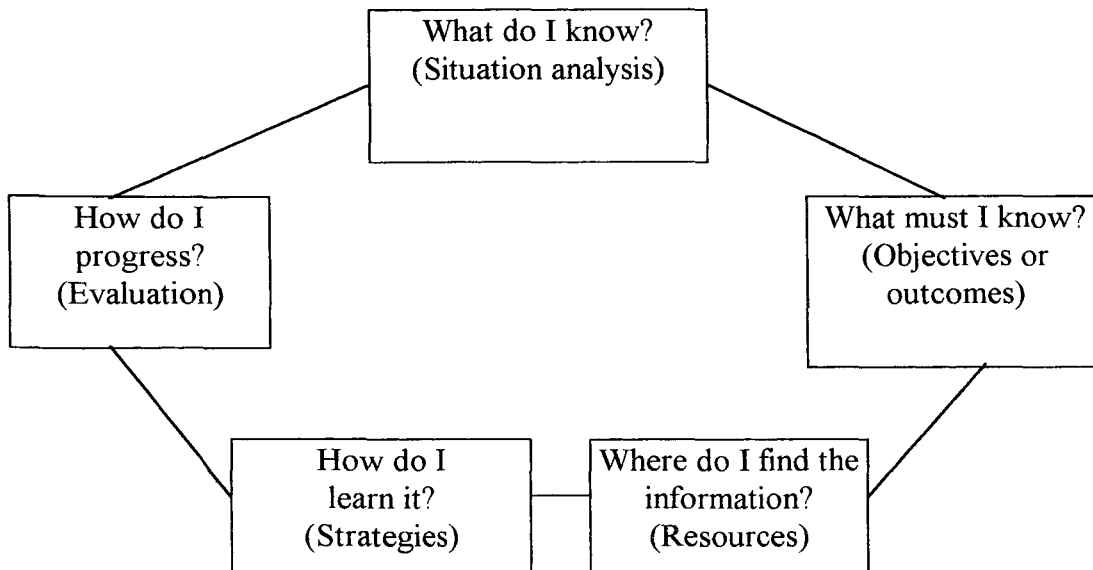 What do I know?
(Situation analysis)
How do I
progress?
(Evaluation)
What must I know?
(Objectives or
outcomes)
How do I
learn it?
(Strategies)
Where do I find the
information?
(Resources)